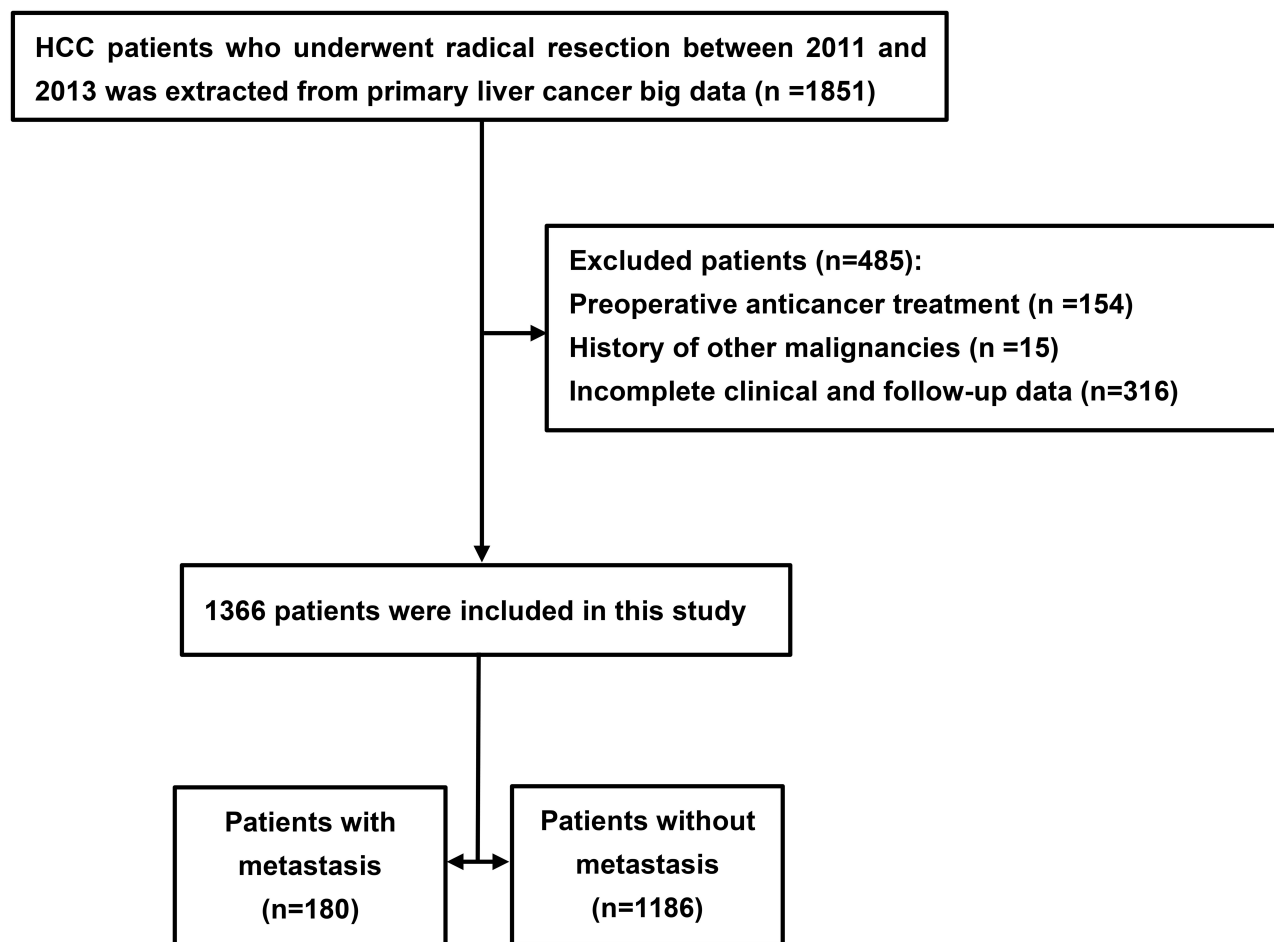 HCC patients who underwent radical resection between 2011 and
2013 was extracted from primary liver cancer big data (n =1851)
Excluded patients (n=485):
Preoperative anticancer treatment (n =154)
History of other malignancies (n =15)
Incomplete clinical and follow-up data (n=316)
1366 patients were included in this study
Patients with
metastasis
(n=180)
Patients without
metastasis
(n=1186)